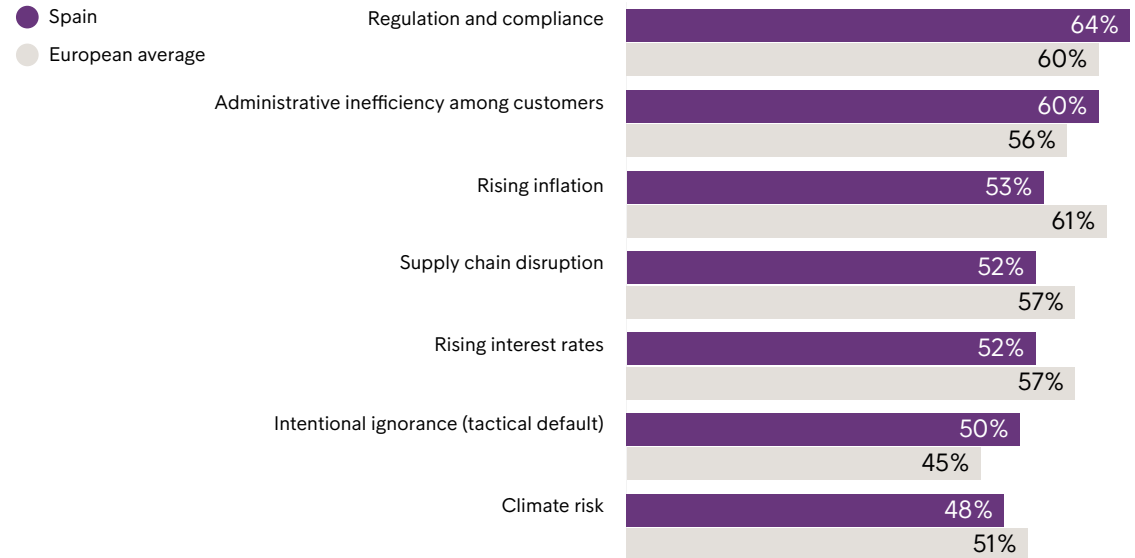 Spain
European average
Regulation and compliance
64%
60%
Administrative inefficiency among customers
60%
56%
Rising inflation
53%
61%
Supply chain disruption
52%
57%
Rising interest rates
52%
57%
Intentional ignorance (tactical default)
50%
45%
Climate risk
48%
51%